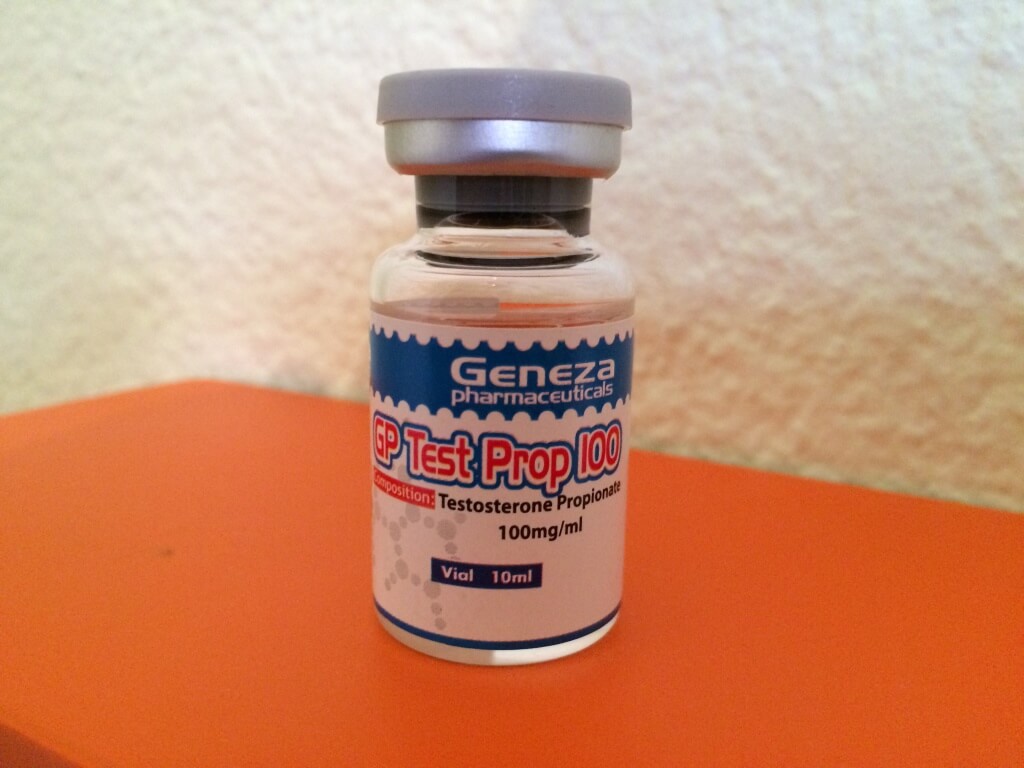 Geneza
pharmaceuticals
GP Test Prop 100
Composition: Testosterone Propionate
100mg/ml
Vial 10ml